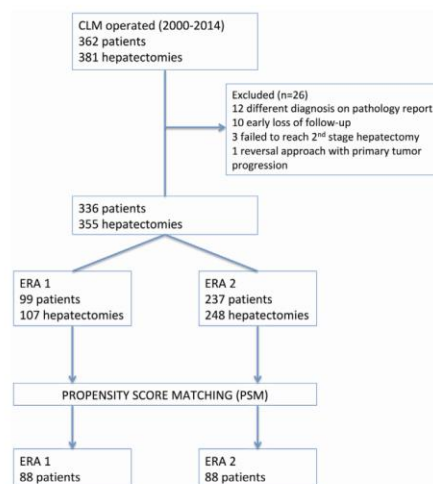 CLM operated (2000-2014)
362 patients
381 hepatectomies
Excluded (n=26)
12 different diagnosis on pathology report
10 early loss of follow-up
3 failed to reach 2nd stage hepatectomy
1 reversal approach with primary tumor
progression
336 patients
355 hepatectomies
ERA 1
99 patients
107 hepatectomies
ERA 2
237 patients
248 hepatectomies
PROPENSITY SCORE MATCHING (PSM)
ERA 1
88 patients
ERA 2
88 patients